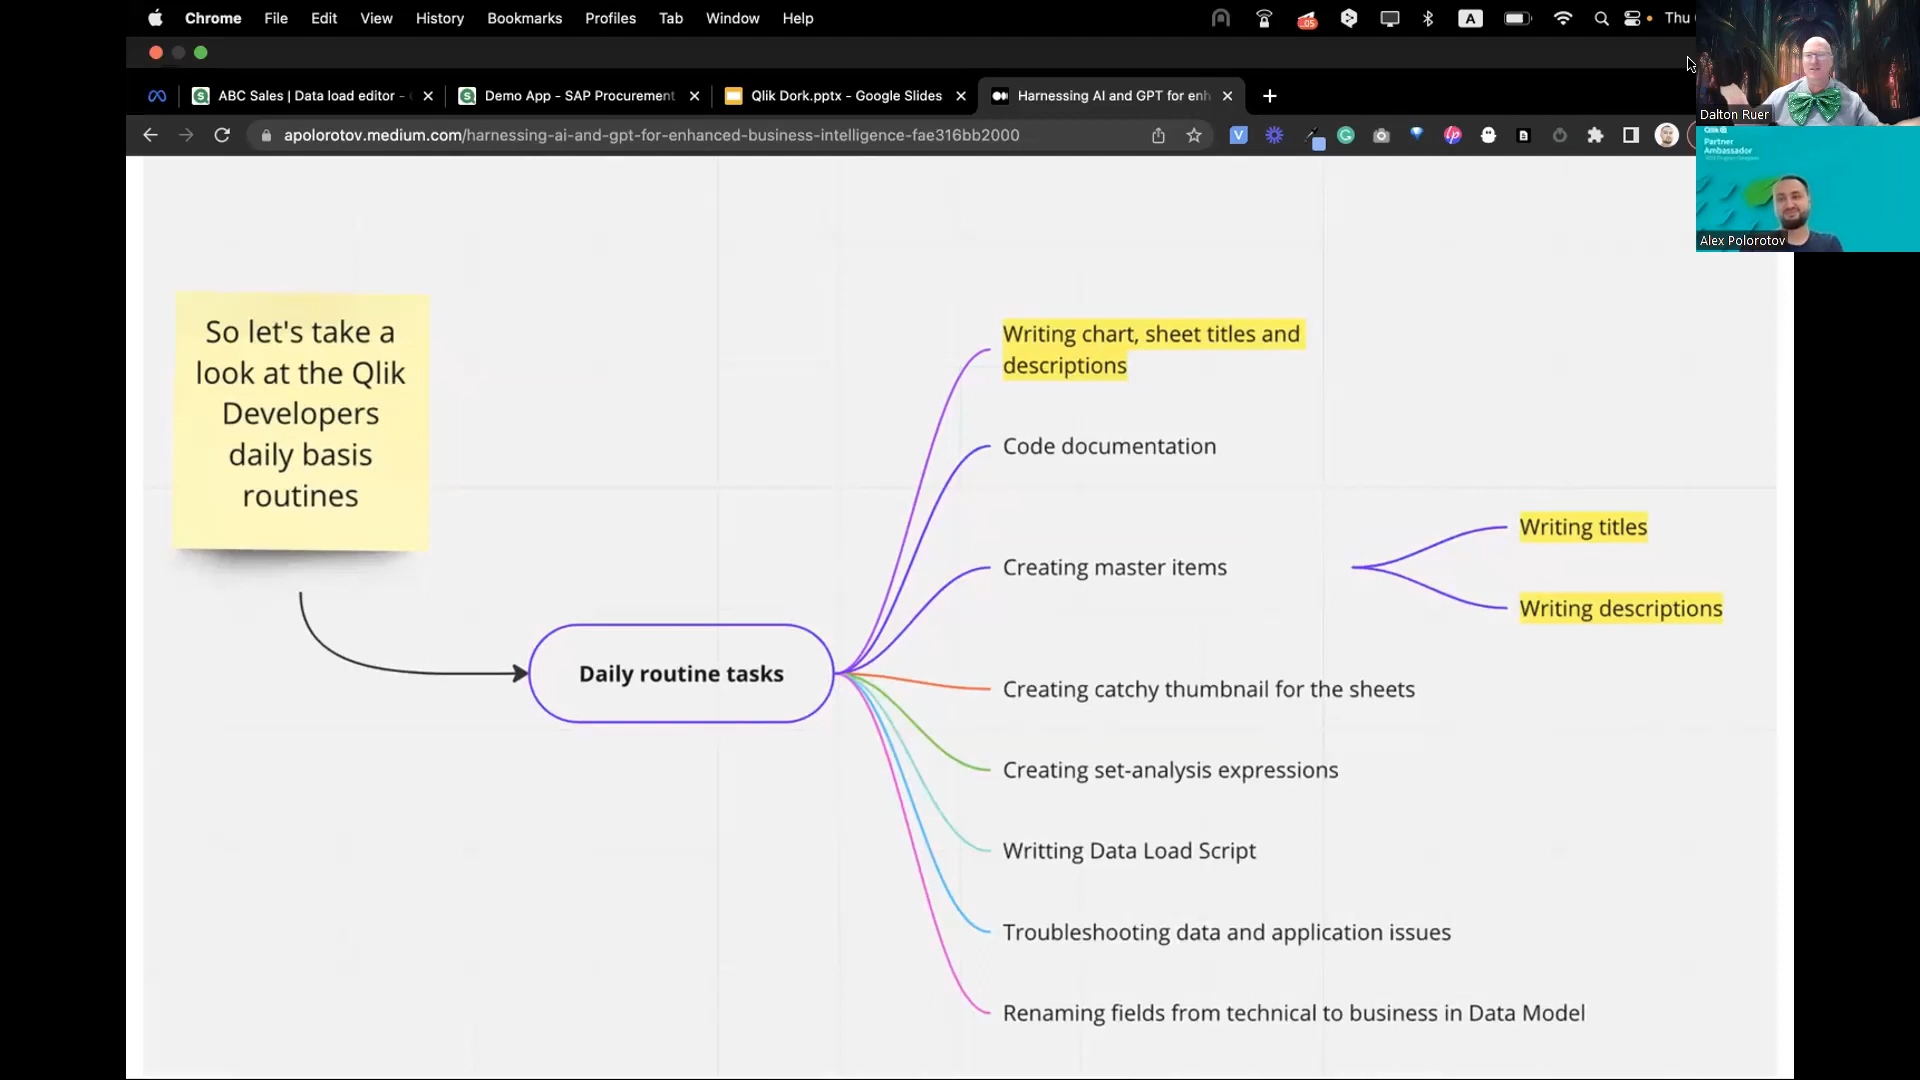 Chrome File Edit View History Bookmarks Profiles Tab Window Help
.05
A
Thu
Dalton Ruer
ABC Sales | Data load editor -
Demo App - SAP Procurement
Qlik Dork.pptx - Google Slides
Harnessing AI and GPT for enh
apolorotov.medium.com/harnessing-ai-and-gpt-for-enhanced-business-intelligence-fae316bb2000
Qlik
Partner
Ambassador
Alex Polorotov
So let's take a
look at the Qlik
Developers
daily basis
routines
Daily routine tasks
Writing chart, sheet titles and
descriptions
Code documentation
Creating master items
Writing titles
Writing descriptions
Creating catchy thumbnail for the sheets
Creating set-analysis expressions
Writting Data Load Script
Troubleshooting data and application issues
Renaming fields from technical to business in Data Model